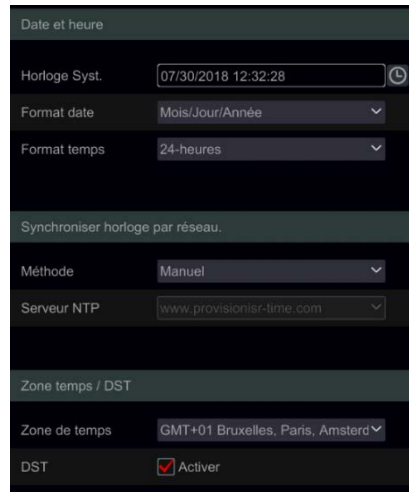 Date et heure
Horloge Syst. 07/30/2018 12:32:28
Format date Mois/Jour/Année
Format temps 24-heures
Synchroniser horloge par réseau.
Méthode Manuel
Serveur NTP www.provisionisr-time.com
Zone temps / DST
Zone de temps GMT+01 Bruxelles, Paris, Amsterd
DST Activer